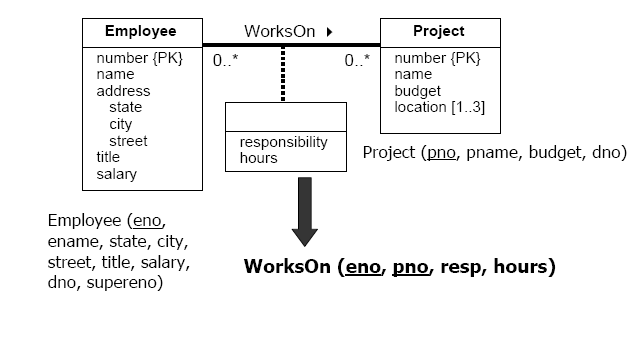 Employee
WorksOn
Project
number {PK}
name
address
state
city
street
title
salary
0..*
0..*
number {PK}
name
budget
location [1..3]
responsibility
hours
Project (pno, pname, budget, dno)
Employee (eno,
ename, state, city,
street, title, salary,
dno, supereno)
WorksOn (eno, pno, resp, hours)